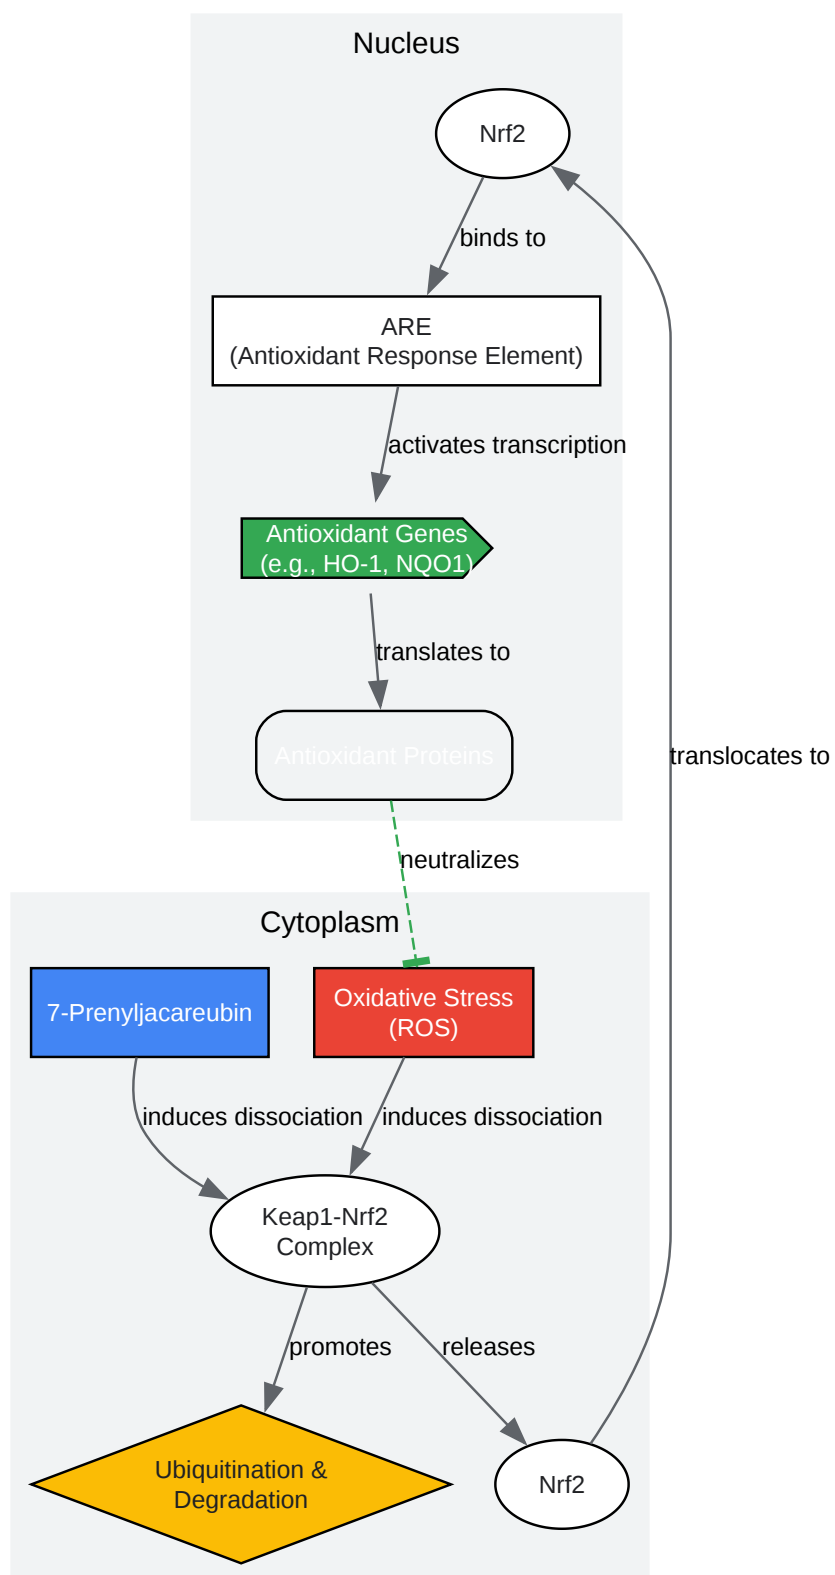 Nucleus
Nrf2
binds to
ARE
(Antioxidant Response Element)
activates transcription
Antioxidant Genes
(e.g., HO-1, NQO1)
translates to
Antioxidant Proteins
translocates to
neutralizes
Cytoplasm
7-Prenyljacareubin
Oxidative Stress
(ROS)
induces dissociation
induces dissociation
Keap1-Nrf2
Complex
promotes
releases
Ubiquitination &
Degradation
Nrf2